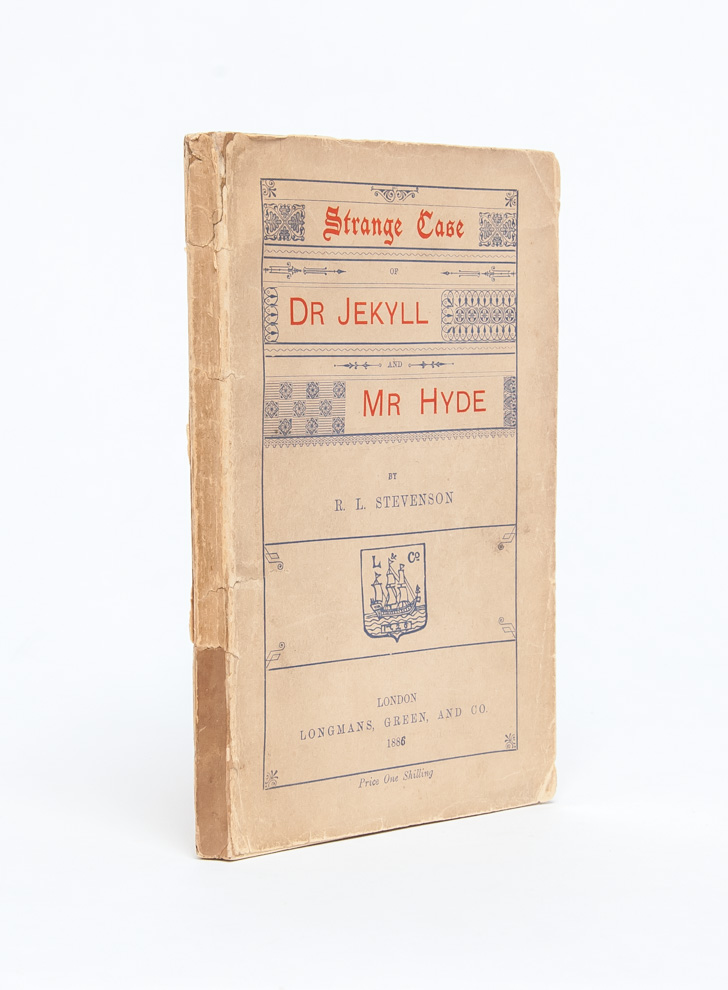 Strange Case
OF
DR JEKYLL
AND
MR HYDE
BY
R. L. STEVENSON
L Co
LONDON
LONGMANS, GREEN, AND CO.
1886
Price One Shilling